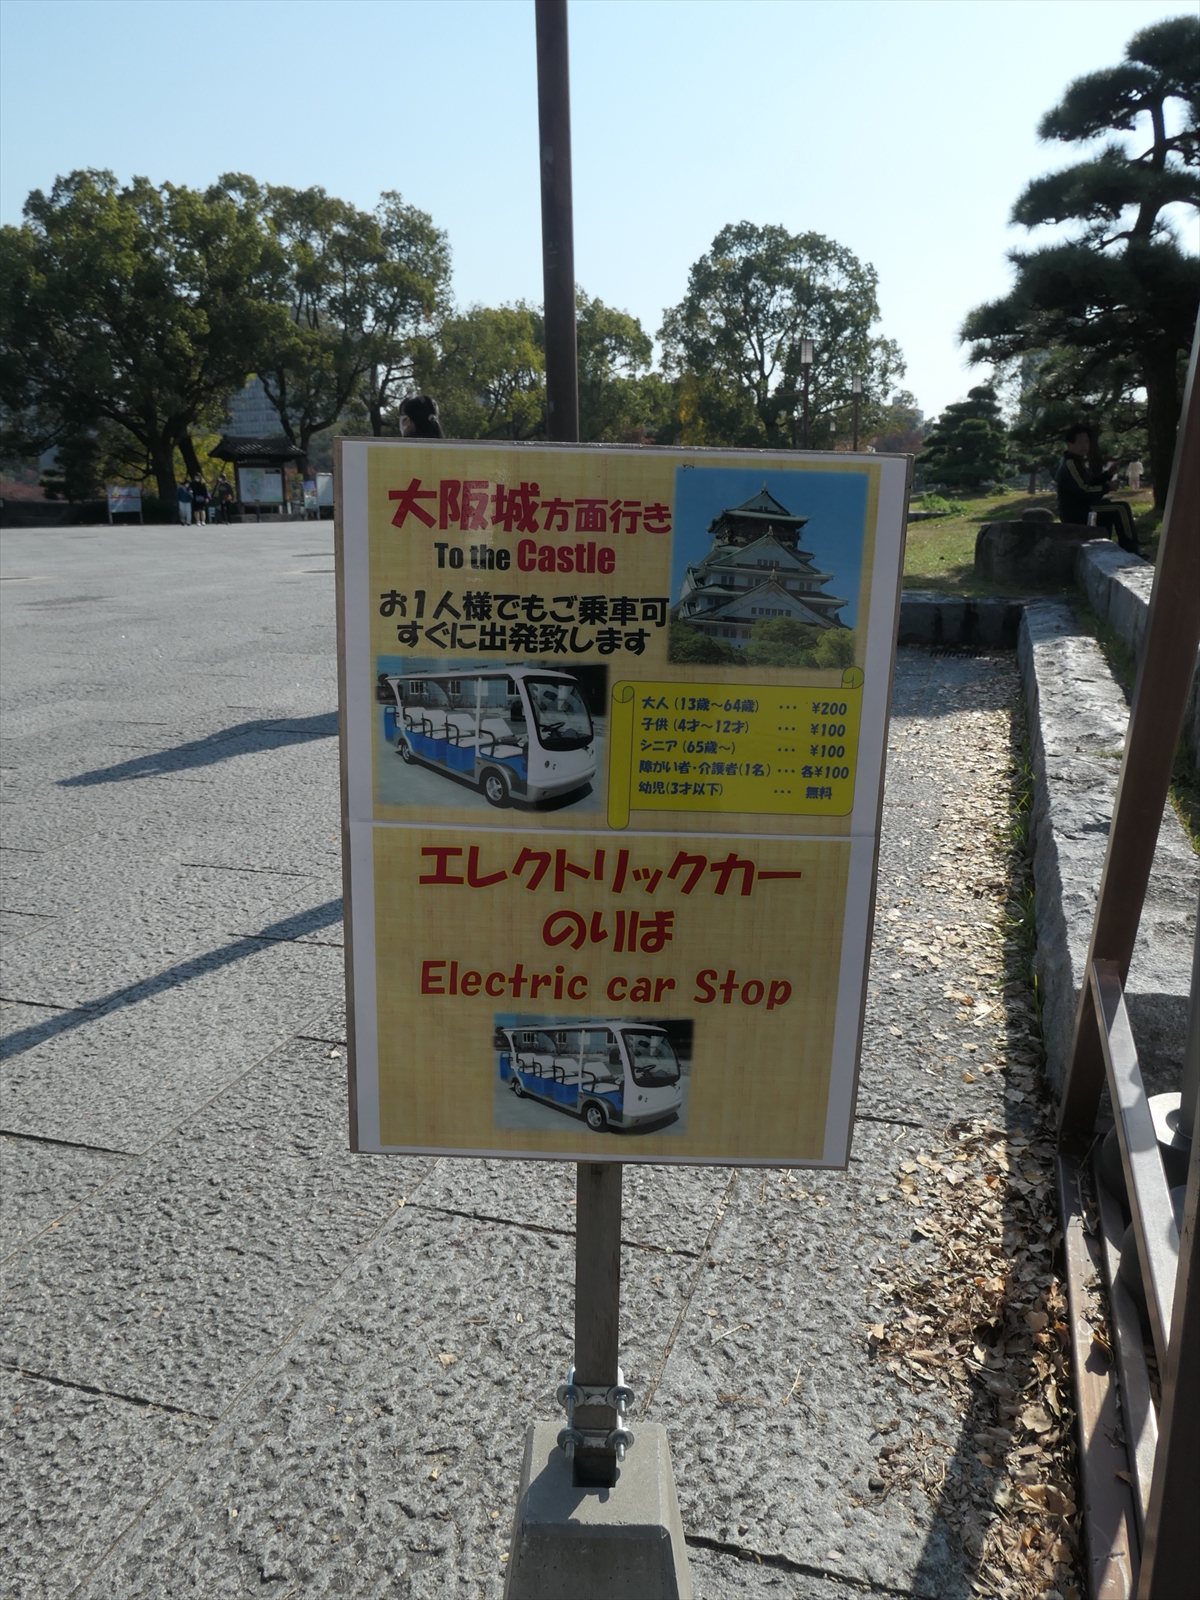 大阪城方面行き
To the Castle
お1人様でもご乗車可
すぐに出発致します
大人(13歳～64歳) … ¥200
子供(4才～12才) … ¥100
シニア(65歳～) … ¥100
障がい者・介護者(1名)… 各¥100
幼児(3才以下) … 無料
エレクトリックカー
のりば
Electric car Stop